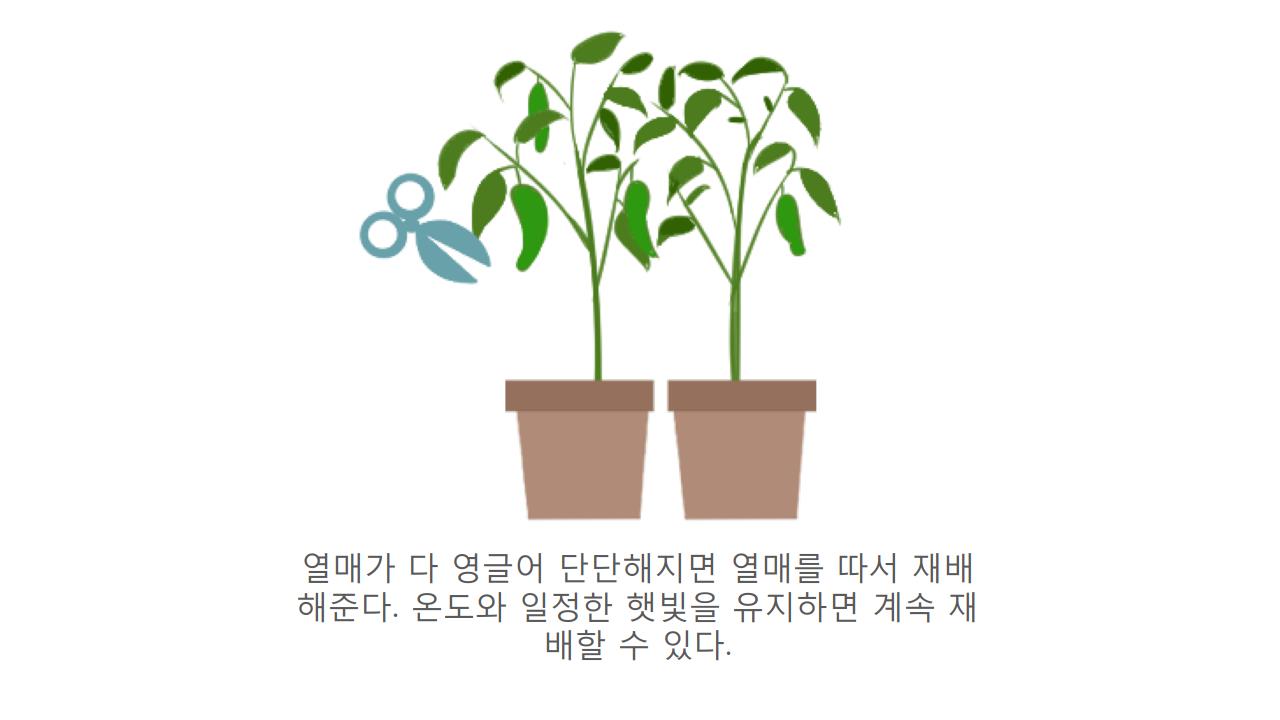 열매가 다 영글어 단단해지면 열매를 따서 재배
해준다. 온도와 일정한 햇빛을 유지하면 계속 재
배할 수 있다.